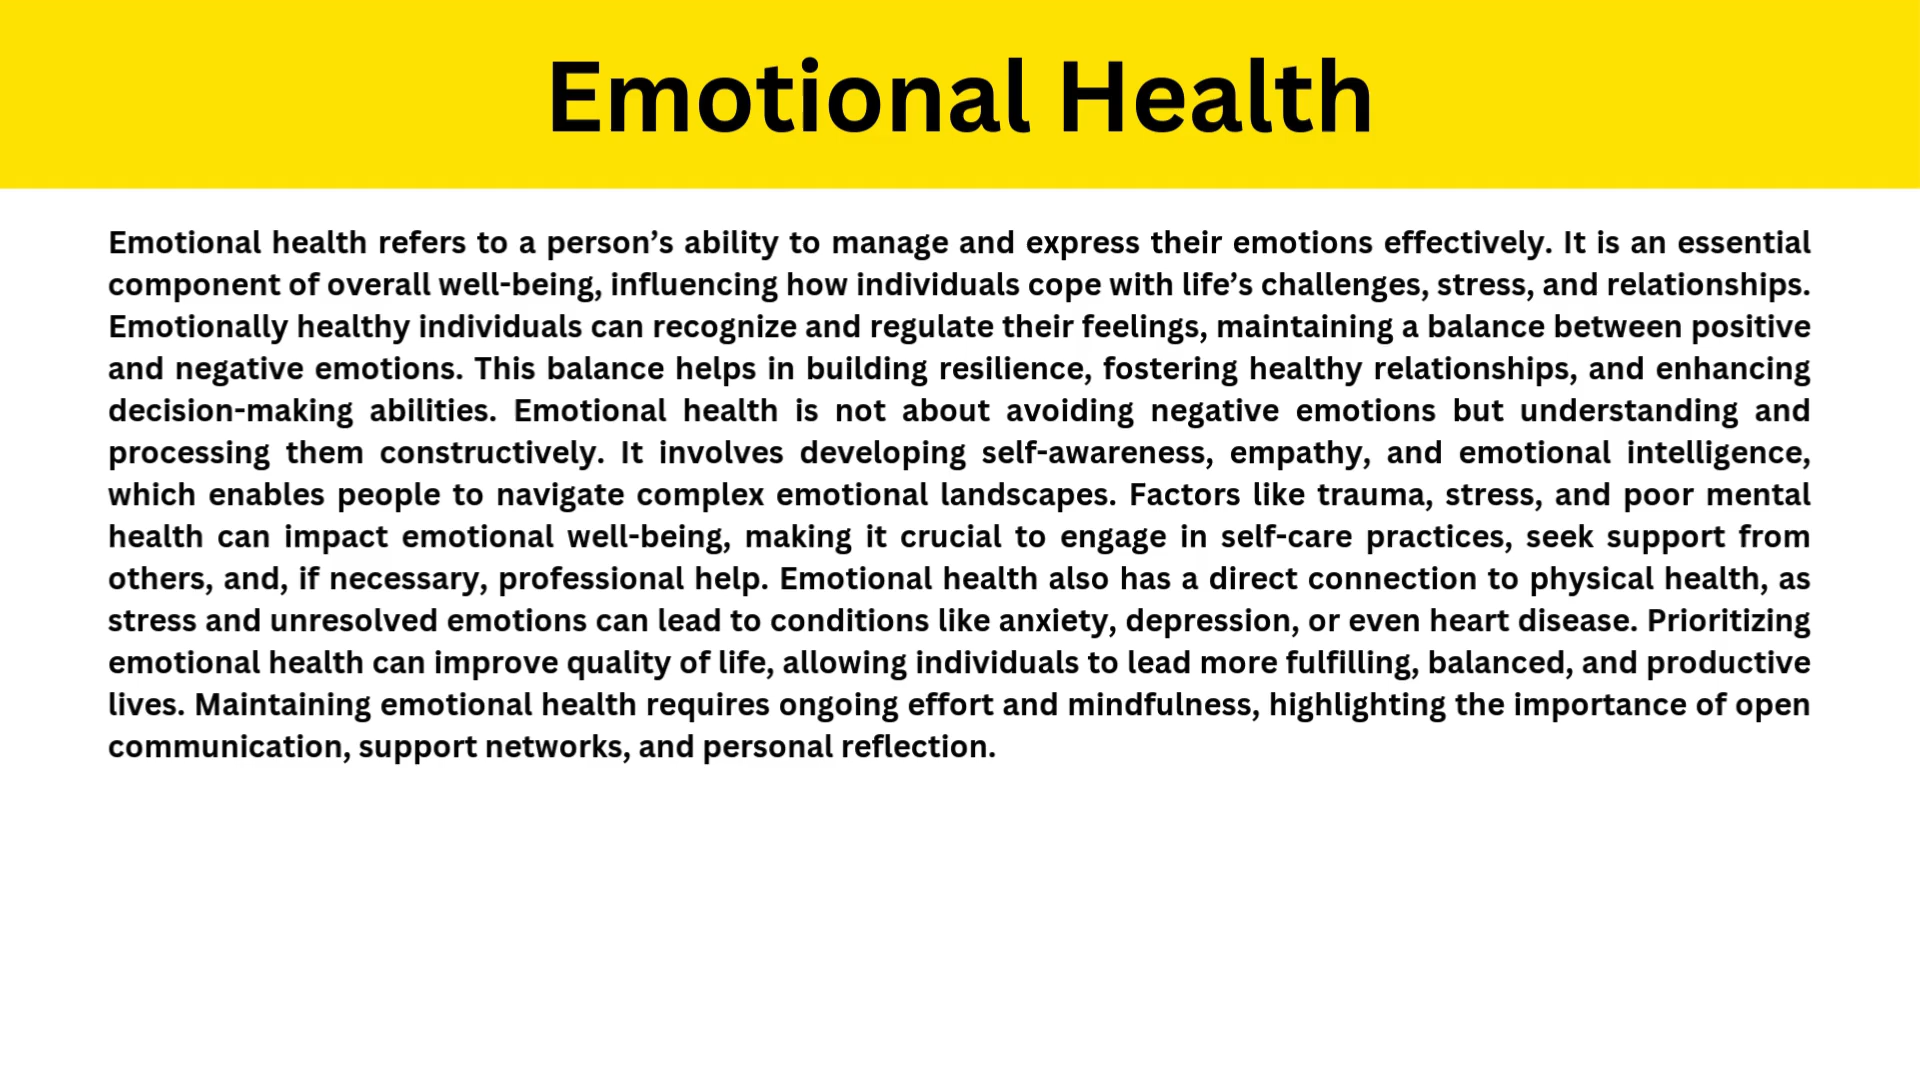 Emotional Health
Emotional health refers to a person’s ability to manage and express their emotions effectively. It is an essential
component of overall well-being, influencing how individuals cope with life’s challenges, stress, and relationships.
Emotionally healthy individuals can recognize and regulate their feelings, maintaining a balance between positive
and negative emotions. This balance helps in building resilience, fostering healthy relationships, and enhancing
decision-making abilities. Emotional health is not about avoiding negative emotions but understanding and
processing them constructively. It involves developing self-awareness, empathy, and emotional intelligence,
which enables people to navigate complex emotional landscapes. Factors like trauma, stress, and poor mental
health can impact emotional well-being, making it crucial to engage in self-care practices, seek support from
others, and, if necessary, professional help. Emotional health also has a direct connection to physical health, as
stress and unresolved emotions can lead to conditions like anxiety, depression, or even heart disease. Prioritizing
emotional health can improve quality of life, allowing individuals to lead more fulfilling, balanced, and productive
lives. Maintaining emotional health requires ongoing effort and mindfulness, highlighting the importance of open
communication, support networks, and personal reflection.